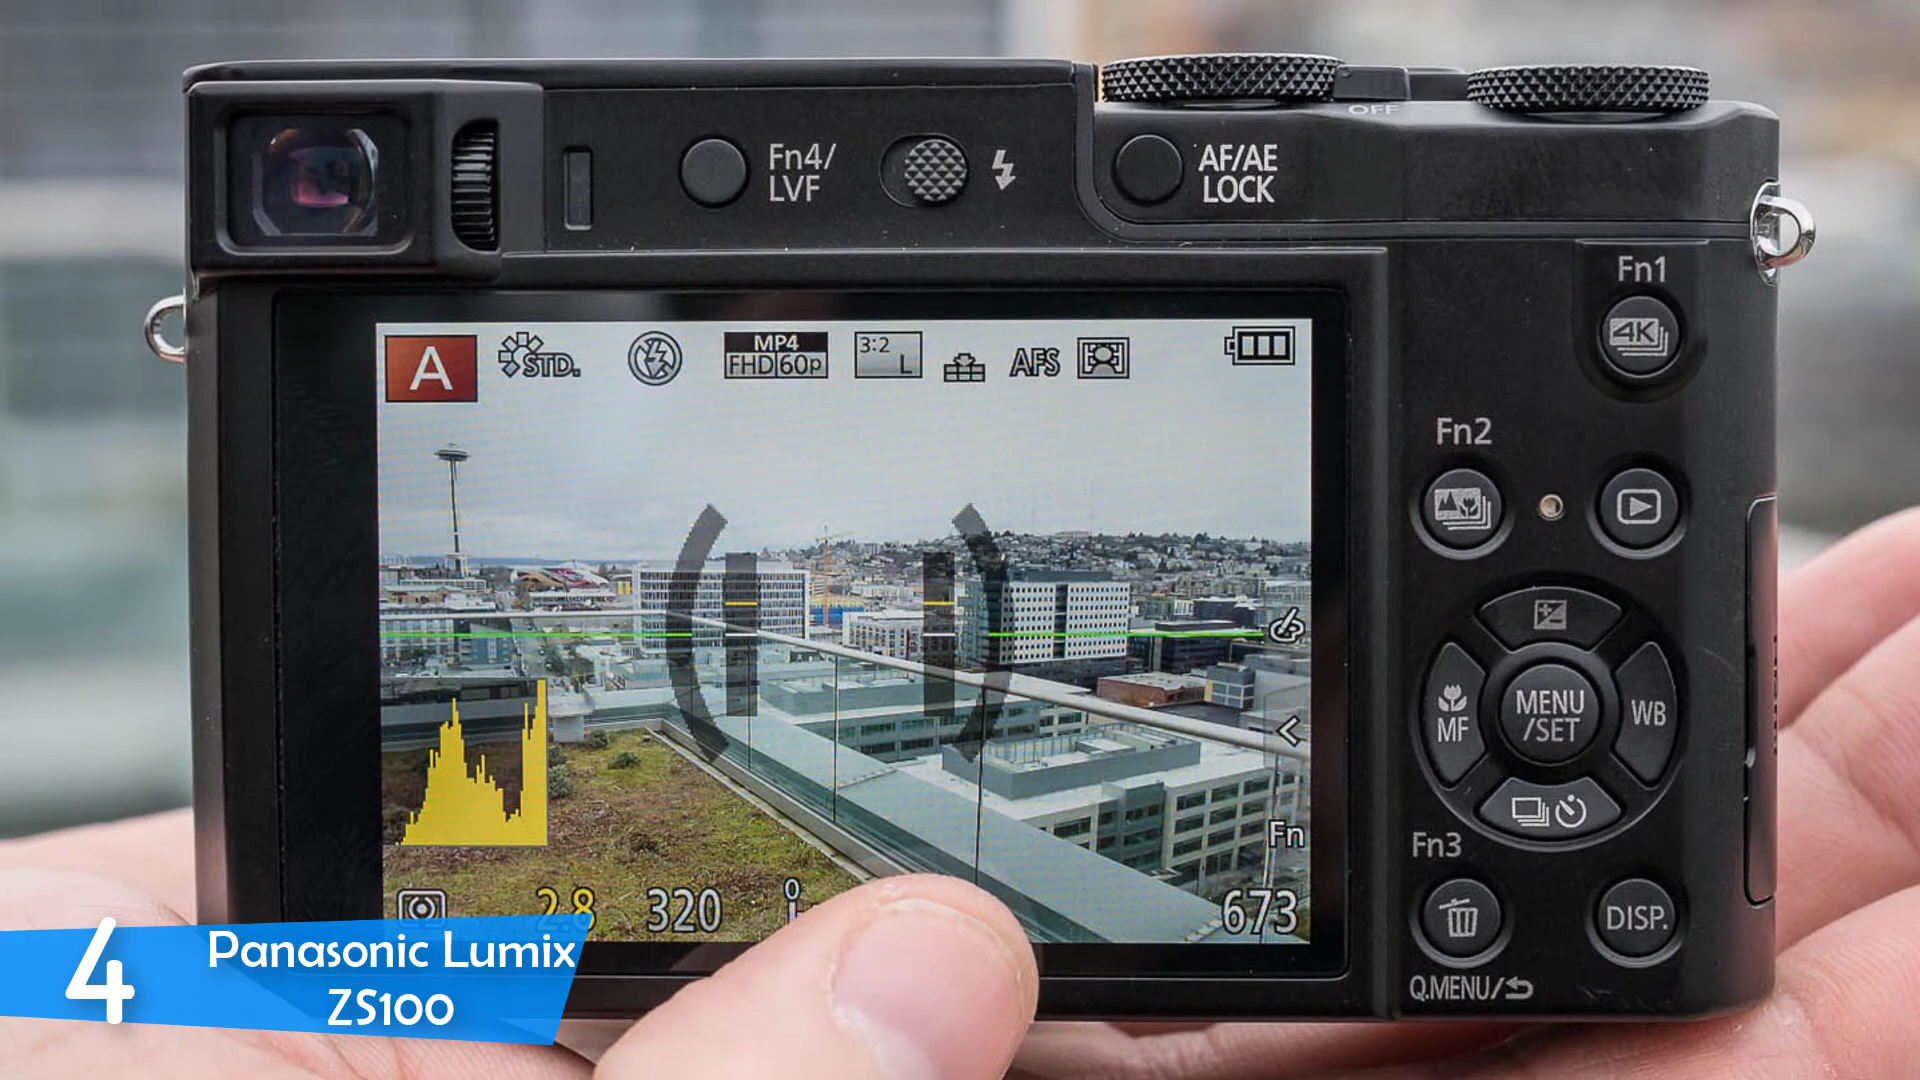 OFF
Fn4/
LVF
AF/AE
LOCK
Fn1
4K
A
STD.
MP4
FHD 60p
3:2
L
AFS
Fn2
MENU
/SET
MF
WB
Fn
Fn3
2.8
320
673
DISP.
Q.MENU/
4
Panasonic Lumix
ZS100